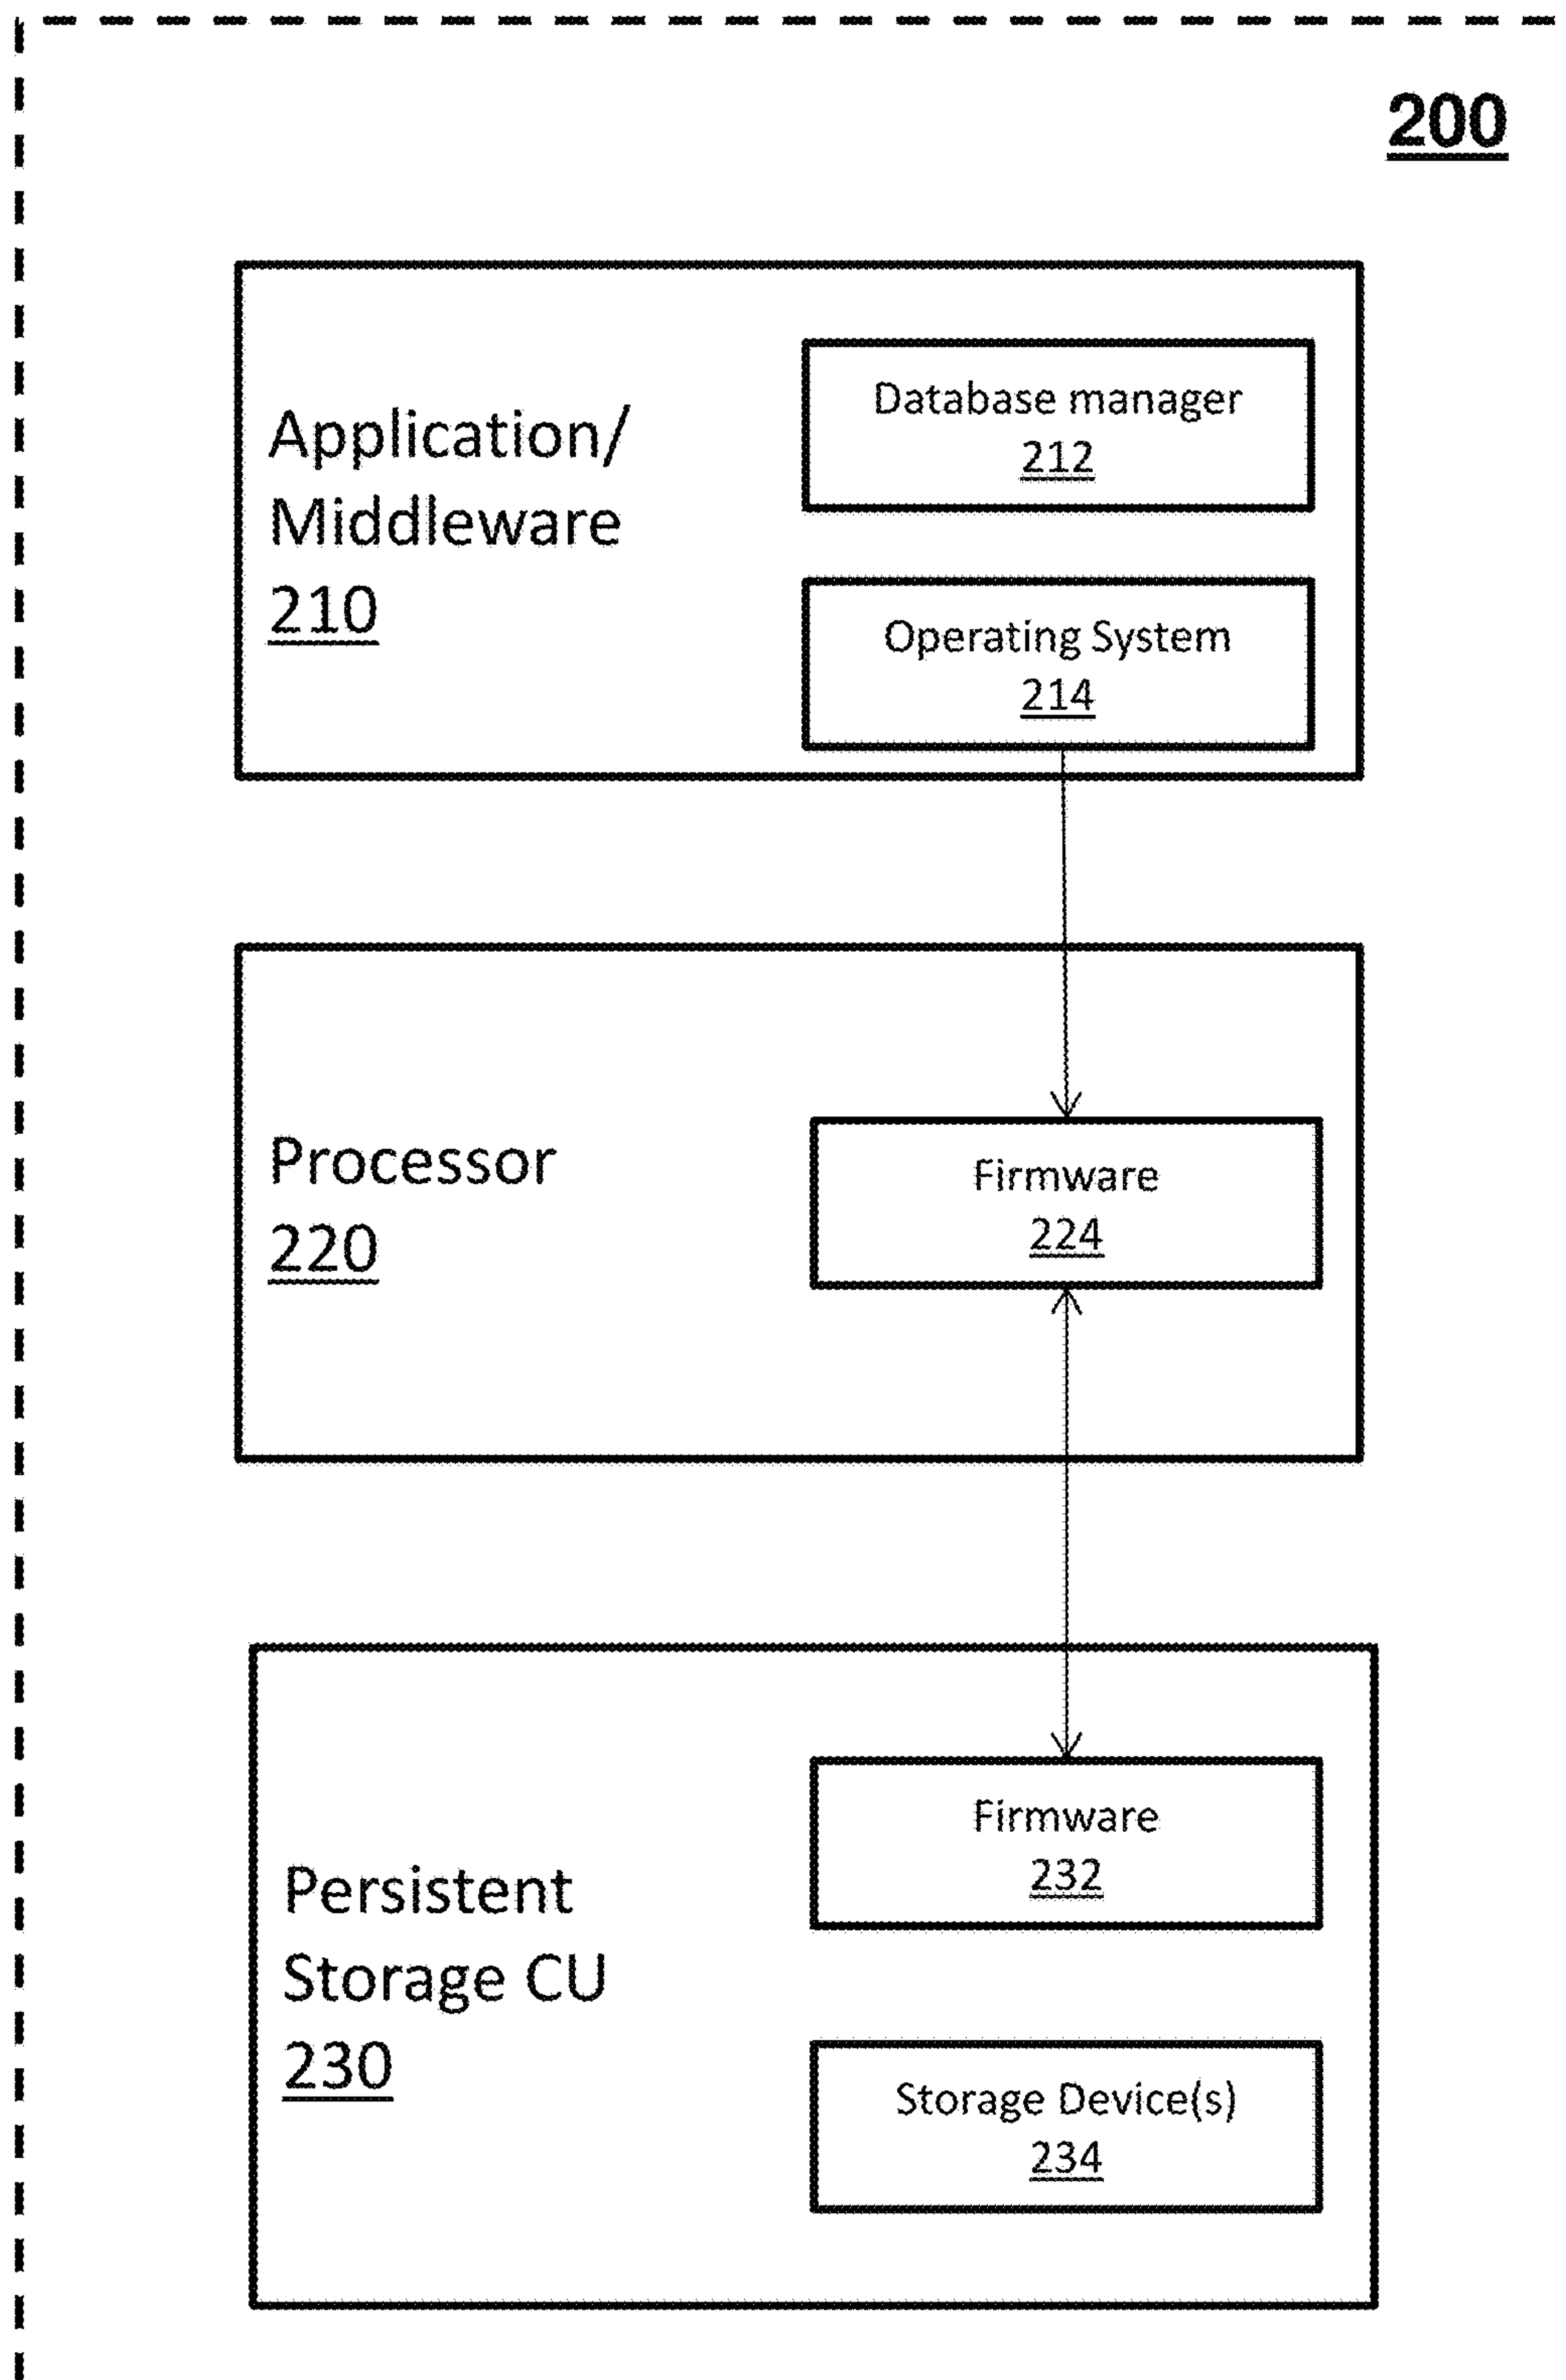 200
Application/
Middleware
210
Database manager
212
Operating System
214
Processor
220
Firmware
224
Persistent
Storage CU
230
Firmware
232
Storage Device(s)
234